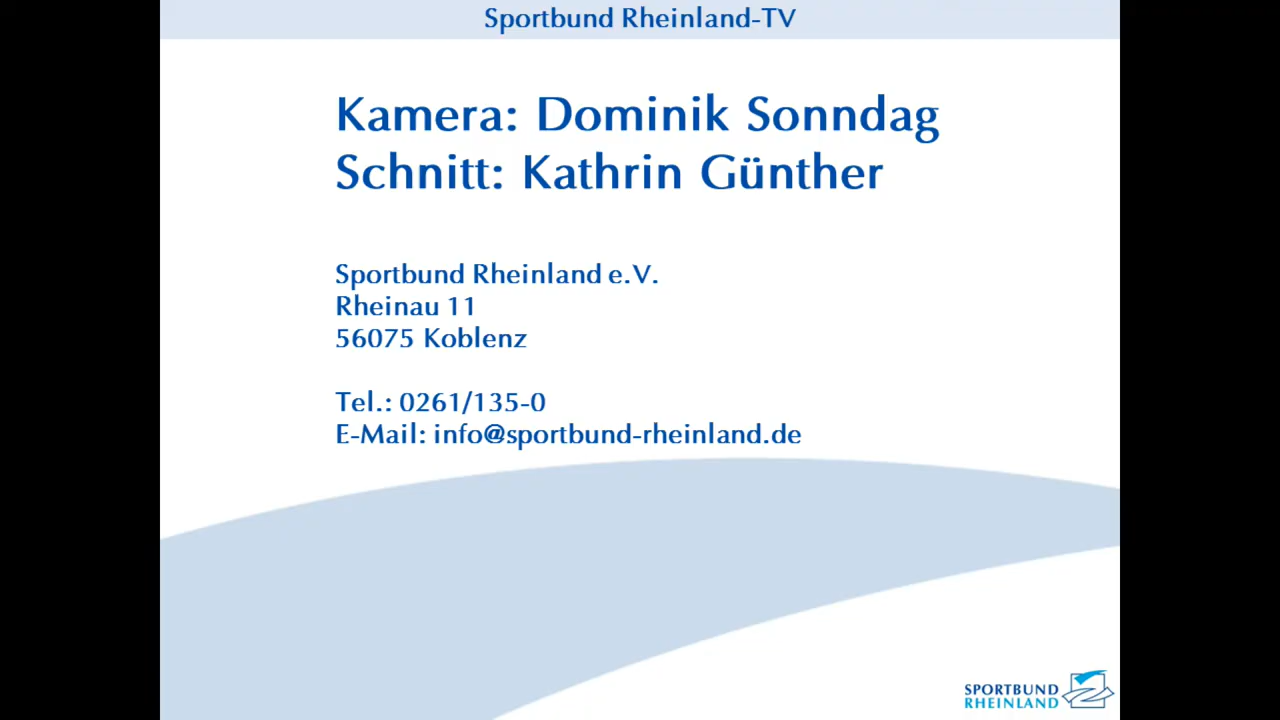 Sportbund Rheinland-TV
Kamera: Dominik Sonndag
Schnitt: Kathrin Günther
Sportbund Rheinland e.V.
Rheinau 11
56075 Koblenz
Tel.: 0261/135-0
E-Mail: info@sportbund-rheinland.de
SPORTBUND
RHEINLAND